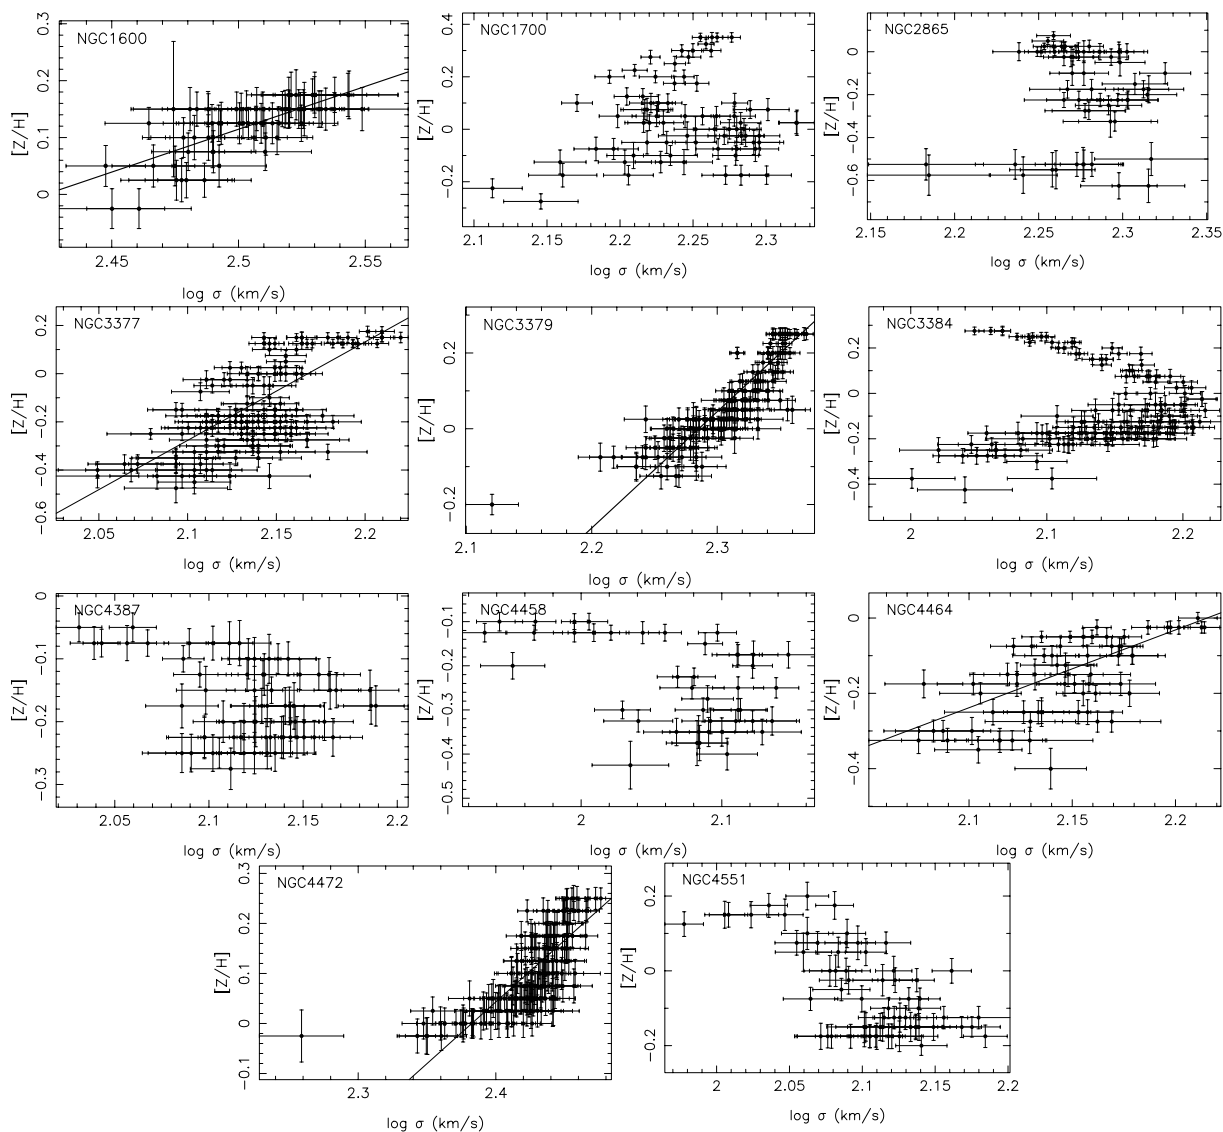 NGC1600
[Z/H]
0.3
0.2
0.1
0
2.45 2.5 2.55
log σ (km/s)
NGC1700
[Z/H]
0.4
0.2
0
−0.2
2.1 2.15 2.2 2.25 2.3
log σ (km/s)
NGC2865
[Z/H]
0
−0.2
−0.4
−0.6
2.15 2.2 2.25 2.3 2.35
log σ (km/s)
NGC3377
[Z/H]
0.2
0
−0.2
−0.4
−0.6
2.05 2.1 2.15 2.2
log σ (km/s)
NGC3379
[Z/H]
0.2
0
−0.2
2.1 2.2 2.3
log σ (km/s)
NGC3384
[Z/H]
0.2
0
−0.2
−0.4
2 2.1 2.2
log σ (km/s)
NGC4387
[Z/H]
0
−0.1
−0.2
−0.3
2.05 2.1 2.15 2.2
log σ (km/s)
NGC4458
[Z/H]
−0.1
−0.2
−0.3
−0.4
−0.5
2 2.1
log σ (km/s)
NGC4464
[Z/H]
0
−0.2
−0.4
2.1 2.15 2.2
log σ (km/s)
NGC4472
[Z/H]
0.3
0.2
0.1
0
−0.1
2.3 2.4
log σ (km/s)
NGC4551
[Z/H]
0.2
0
−0.2
2 2.05 2.1 2.15 2.2
log σ (km/s)